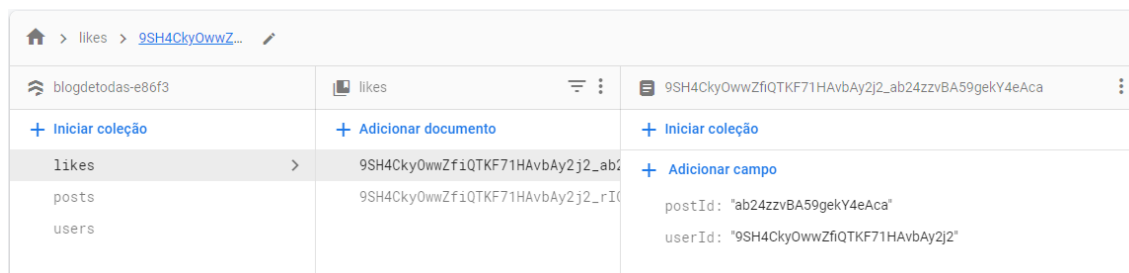 likes > 9SH4CkyOwwZ...
blogdetodas-e86f3
likes
9SH4CkyOwwZfiQTKF71HAvbAy2j2_ab24zzvBA59gekY4eAca
+ Iniciar coleção
+ Adicionar documento
+ Iniciar coleção
likes
posts
users
9SH4CkyOwwZfiQTKF71HAvbAy2j2_ab2
9SH4CkyOwwZfiQTKF71HAvbAy2j2_rI
+ Adicionar campo
postId: "ab24zzvBA59gekY4eAca"
userId: "9SH4CkyOwwZfiQTKF71HAvbAy2j2"